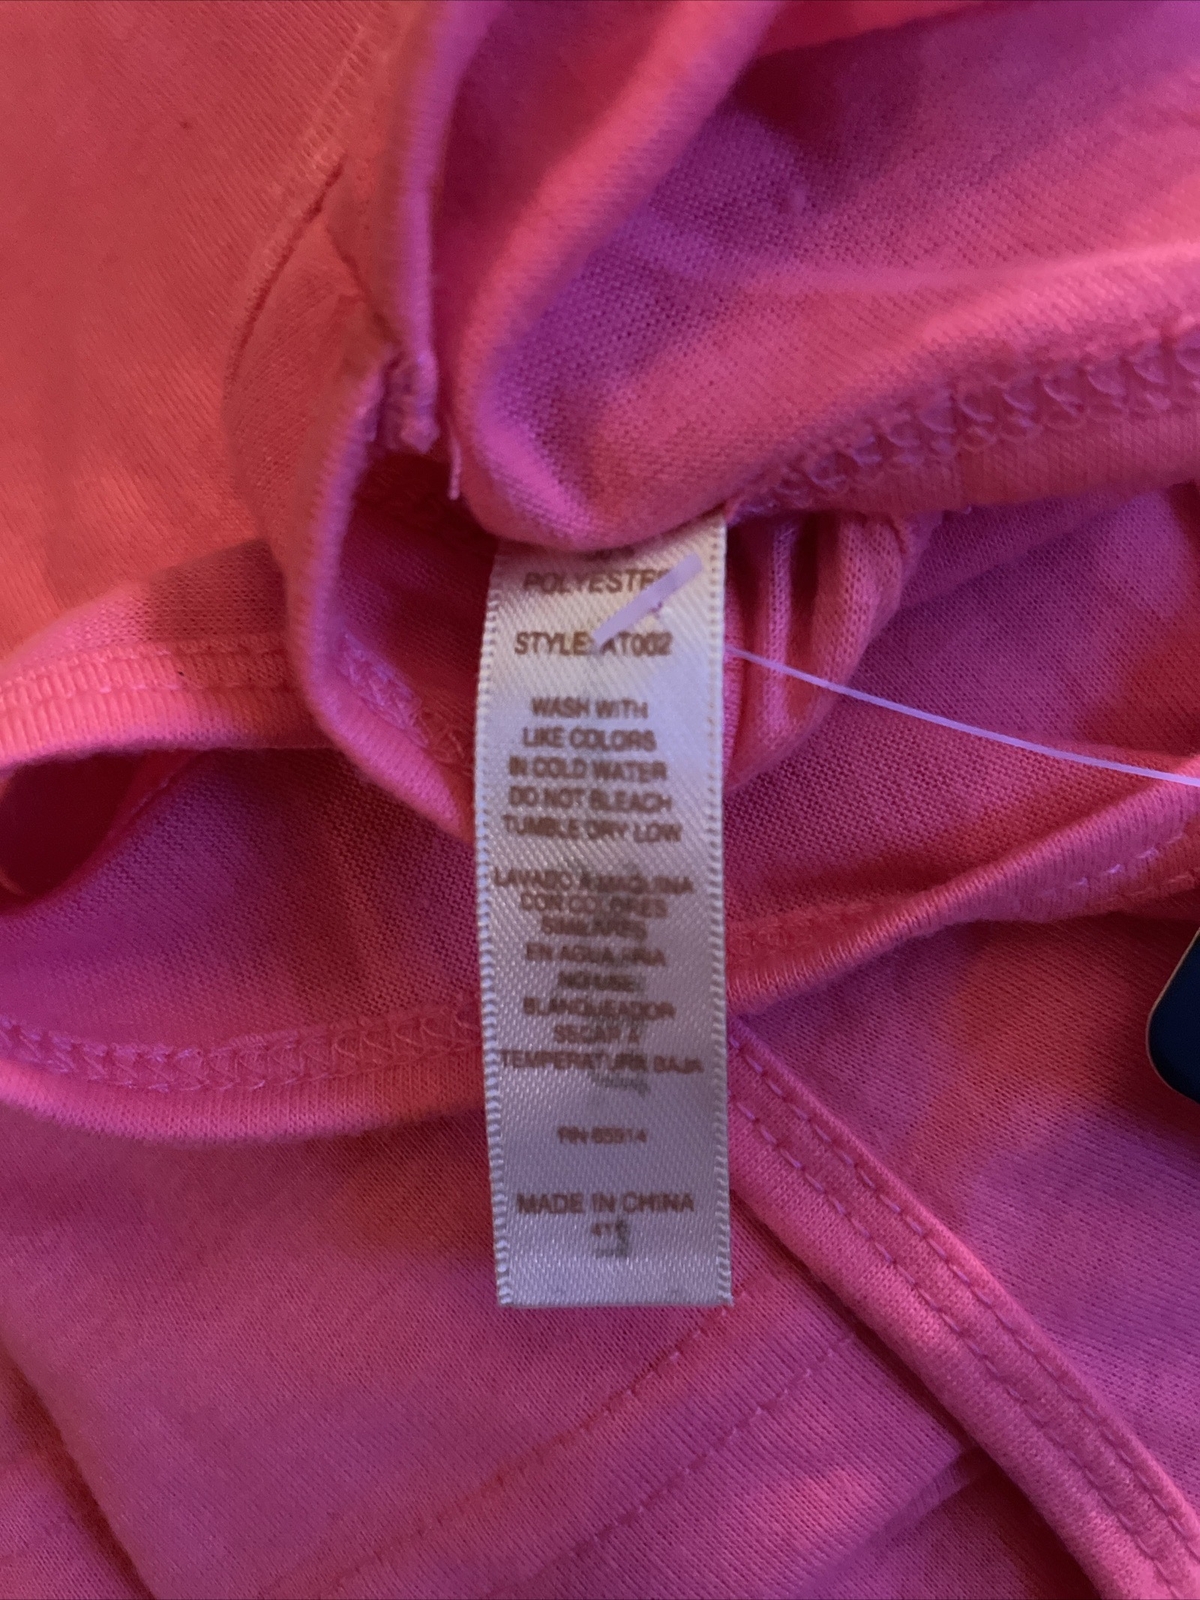 POLYESTER
STYLE: AT002
WASH WITH
LIKE COLORS
IN COLD WATER
DO NOT BLEACH
TUMBLE DRY LOW
LAVADO A MAQUINA
CON COLORES
SIMILARES
EN AGUA FRIA
NO USE
BLANQUEADOR
SECAR A
TEMPERATURA BAJA
RN
MADE IN CHINA